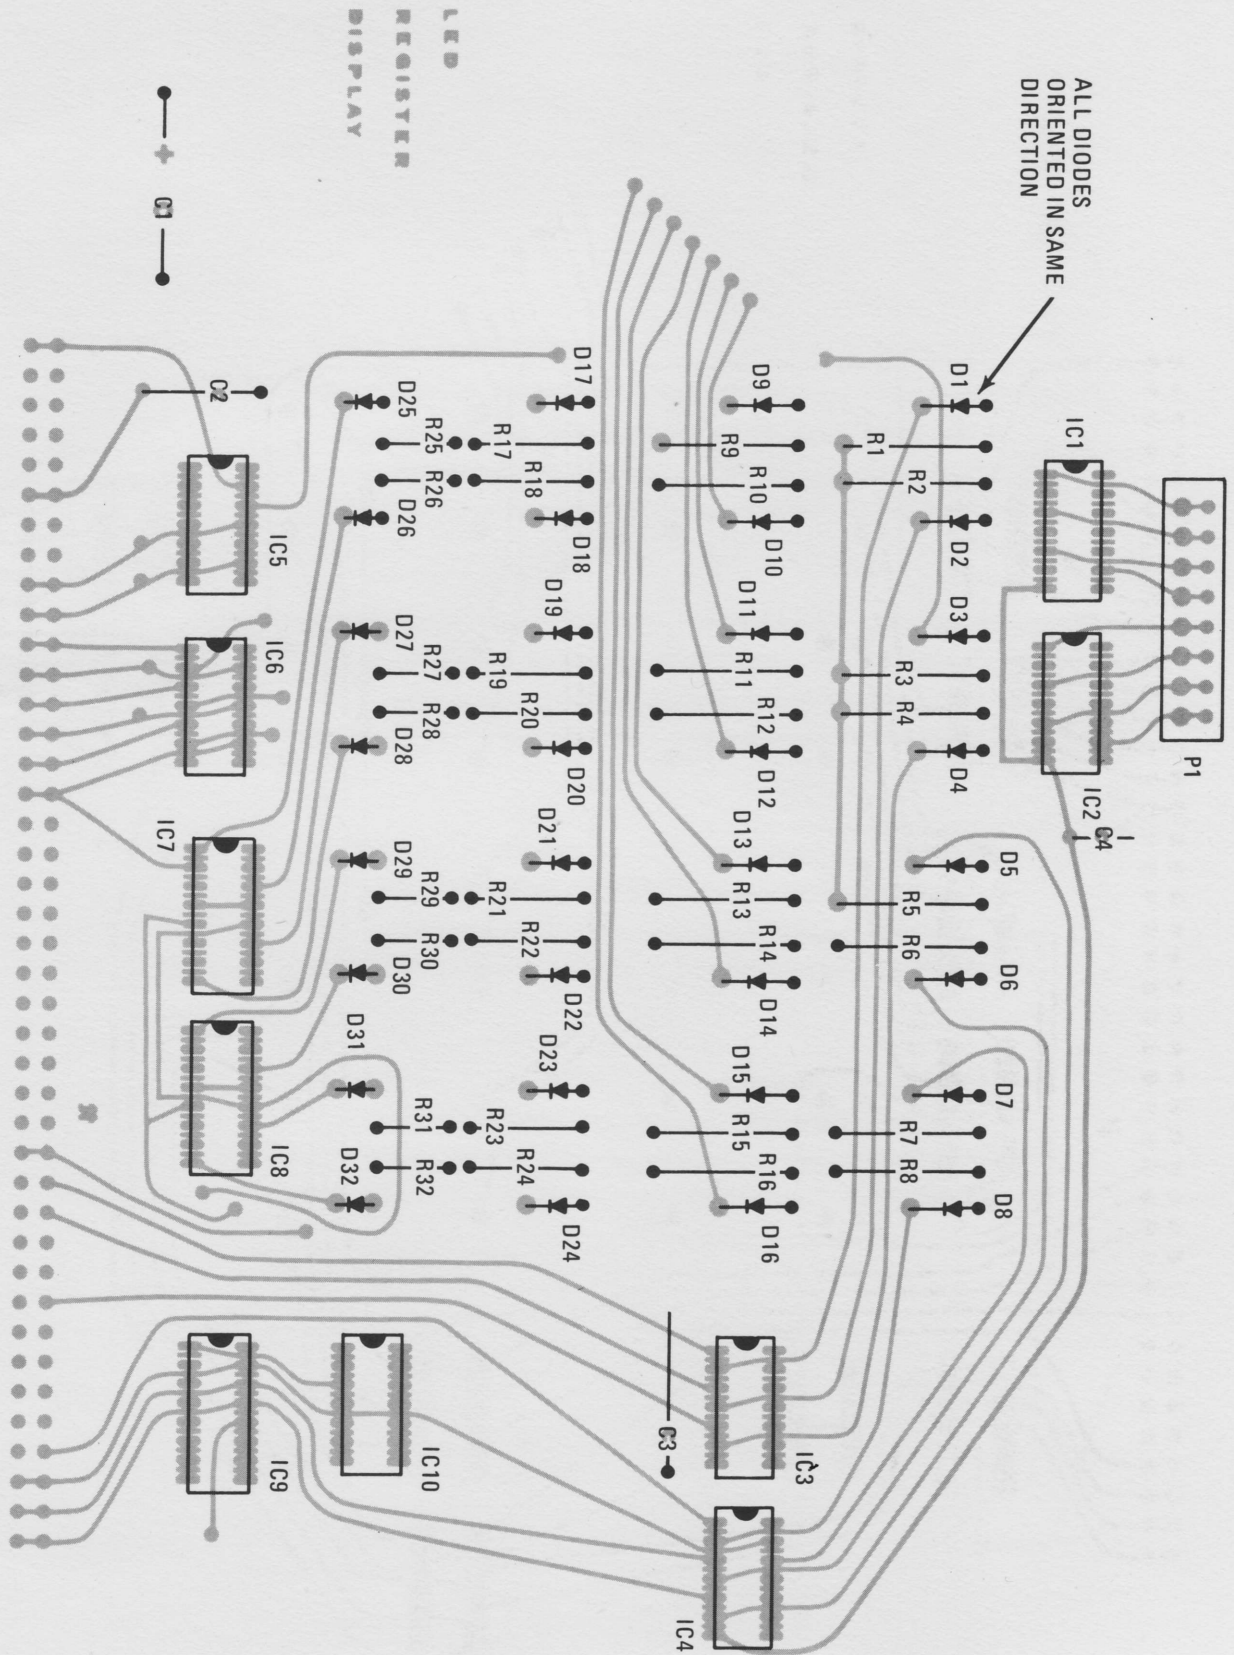 LED
REGISTER
DISPLAY
ALL DIODES
ORIENTED IN SAME
DIRECTION
P1
IC1
IC2
C4
D1
R1
R2
D2
D3
R3
R4
D4
D5
R5
R6
D6
D7
R7
R8
D8
D9
R9
R10
D10
D11
R11
R12
D12
D13
R13
R14
D14
D15
R15
R16
D16
D17
R17
R18
D18
D19
R19
R20
D20
D21
R21
R22
D22
D23
R23
R24
D24
D25
R25
R26
D26
D27
R27
R28
D28
D29
R29
R30
D30
D31
R31
R32
D32
+ C1
C2
C3
IC3
IC4
IC5
IC6
IC7
IC8
IC9
IC10